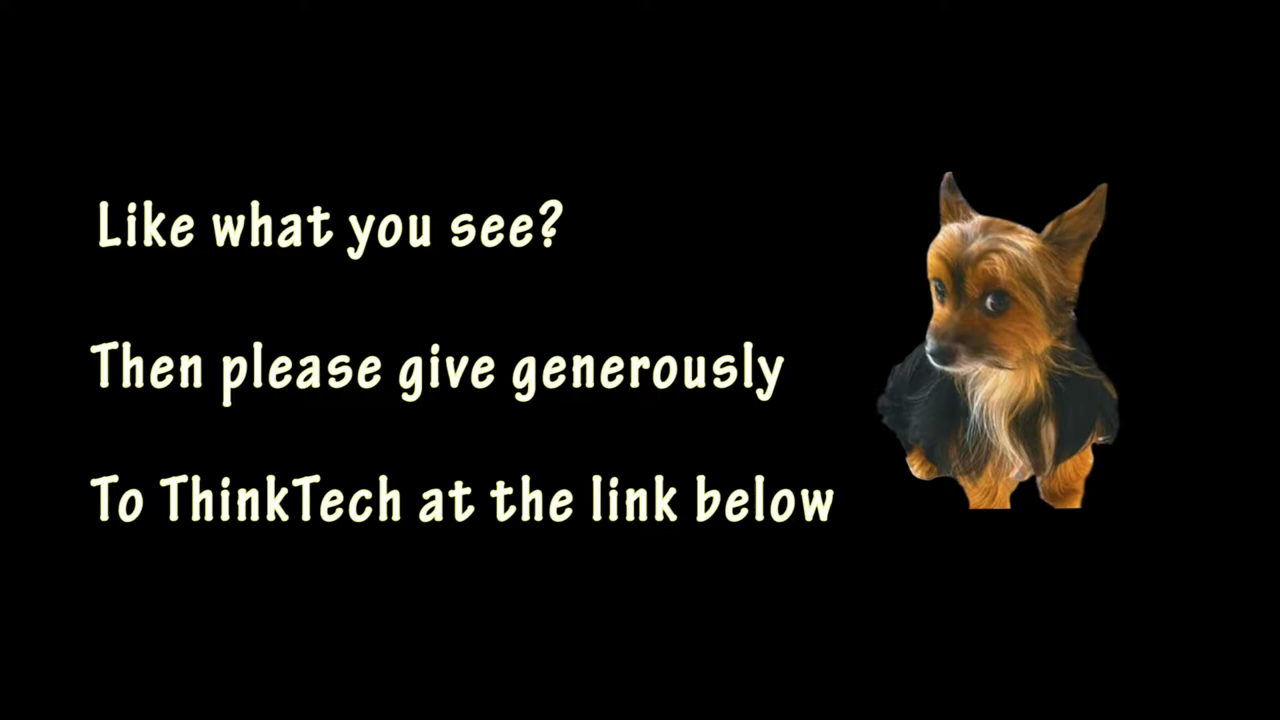 Like what you see?
Then please give generously
To ThinkTech at the link below